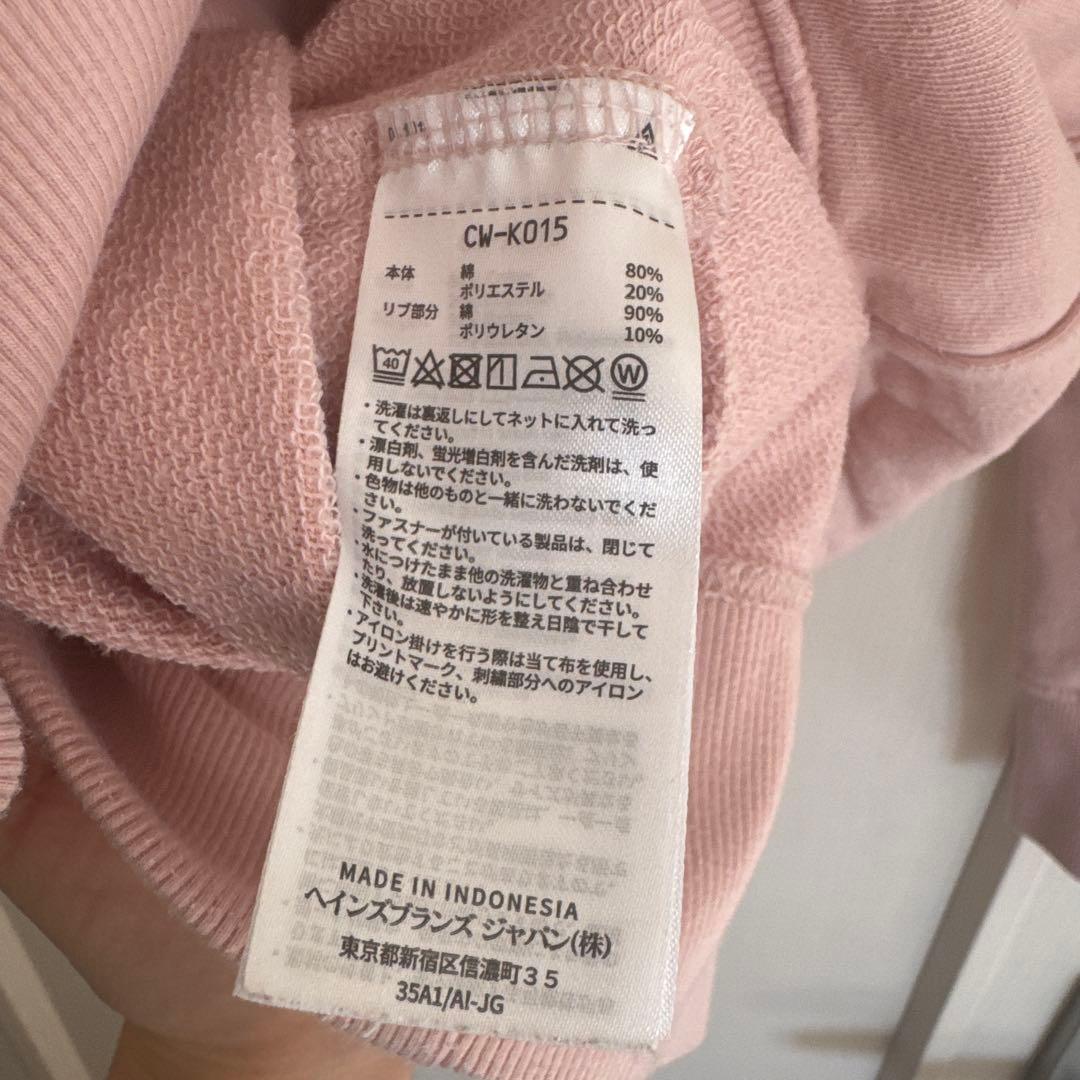 CW-K015
本体 綿 80%
ポリエステル 20%
リブ部分 綿 90%
ポリウレタン 10%
40 W
・洗濯は裏返しにしてネットに入れて洗っ
てください。
・漂白剤、蛍光増白剤を含んだ洗剤は、使
用しないでください。
・色物は他のものと一緒に洗わないでくだ
さい。
・ファスナーが付いている製品は、閉じて
洗ってください。
・水につけたまま他の洗濯物と重ね合わせ
たり、放置しないようにしてください。
・洗濯後は速やかに形を整え日陰で干して
下さい。
・アイロン掛けを行う際は当て布を使用し、
プリントマーク、刺繍部分へのアイロン
はお避けください。
MADE IN INDONESIA
ヘインズブランズ ジャパン(株)
東京都新宿区信濃町35
35A1/AI-JG